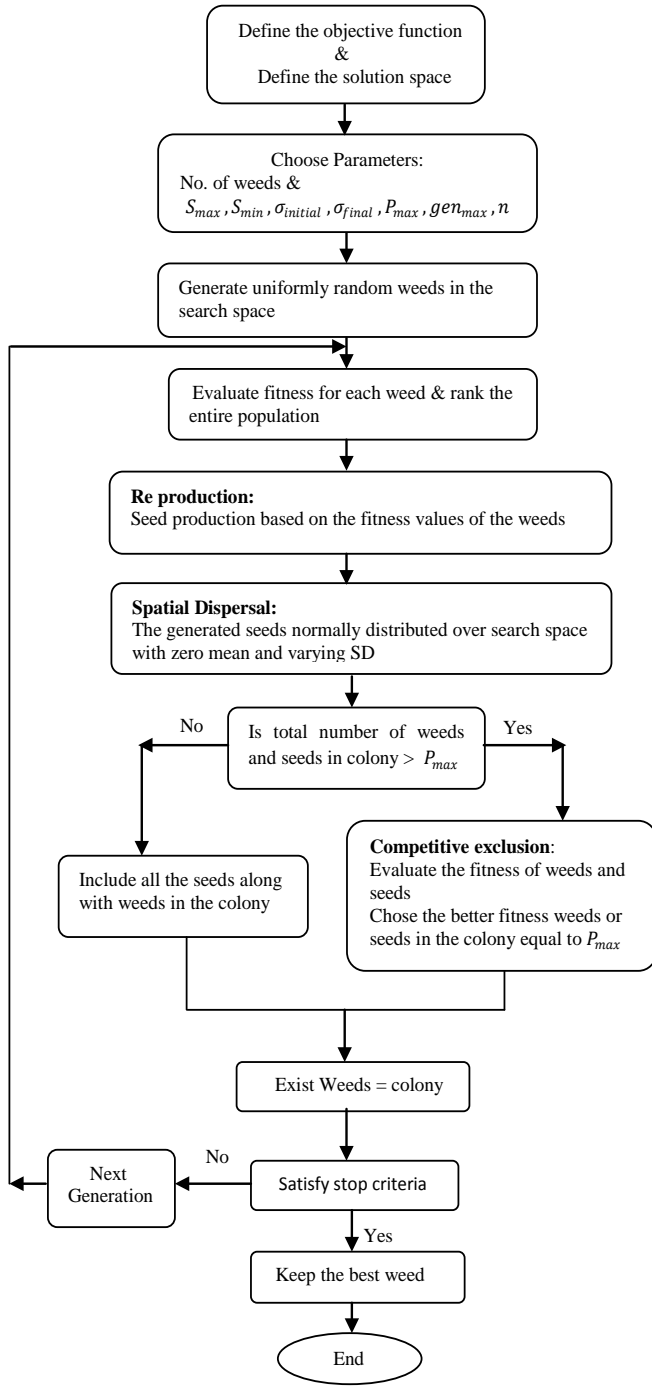 Define the objective function
&
Define the solution space
Choose Parameters:
No. of weeds &
S_max , S_min , σ_initial , σ_final , P_max , gen_max , n
Generate uniformly random weeds in the
search space
Evaluate fitness for each weed & rank the
entire population
Re production:
Seed production based on the fitness values of the weeds
Spatial Dispersal:
The generated seeds normally distributed over search space
with zero mean and varying SD
No
Is total number of weeds
and seeds in colony > P_max
Yes
Include all the seeds along
with weeds in the colony
Competitive exclusion:
Evaluate the fitness of weeds and
seeds
Chose the better fitness weeds or
seeds in the colony equal to P_max
Exist Weeds = colony
Next
Generation
No
Satisfy stop criteria
Yes
Keep the best weed
End